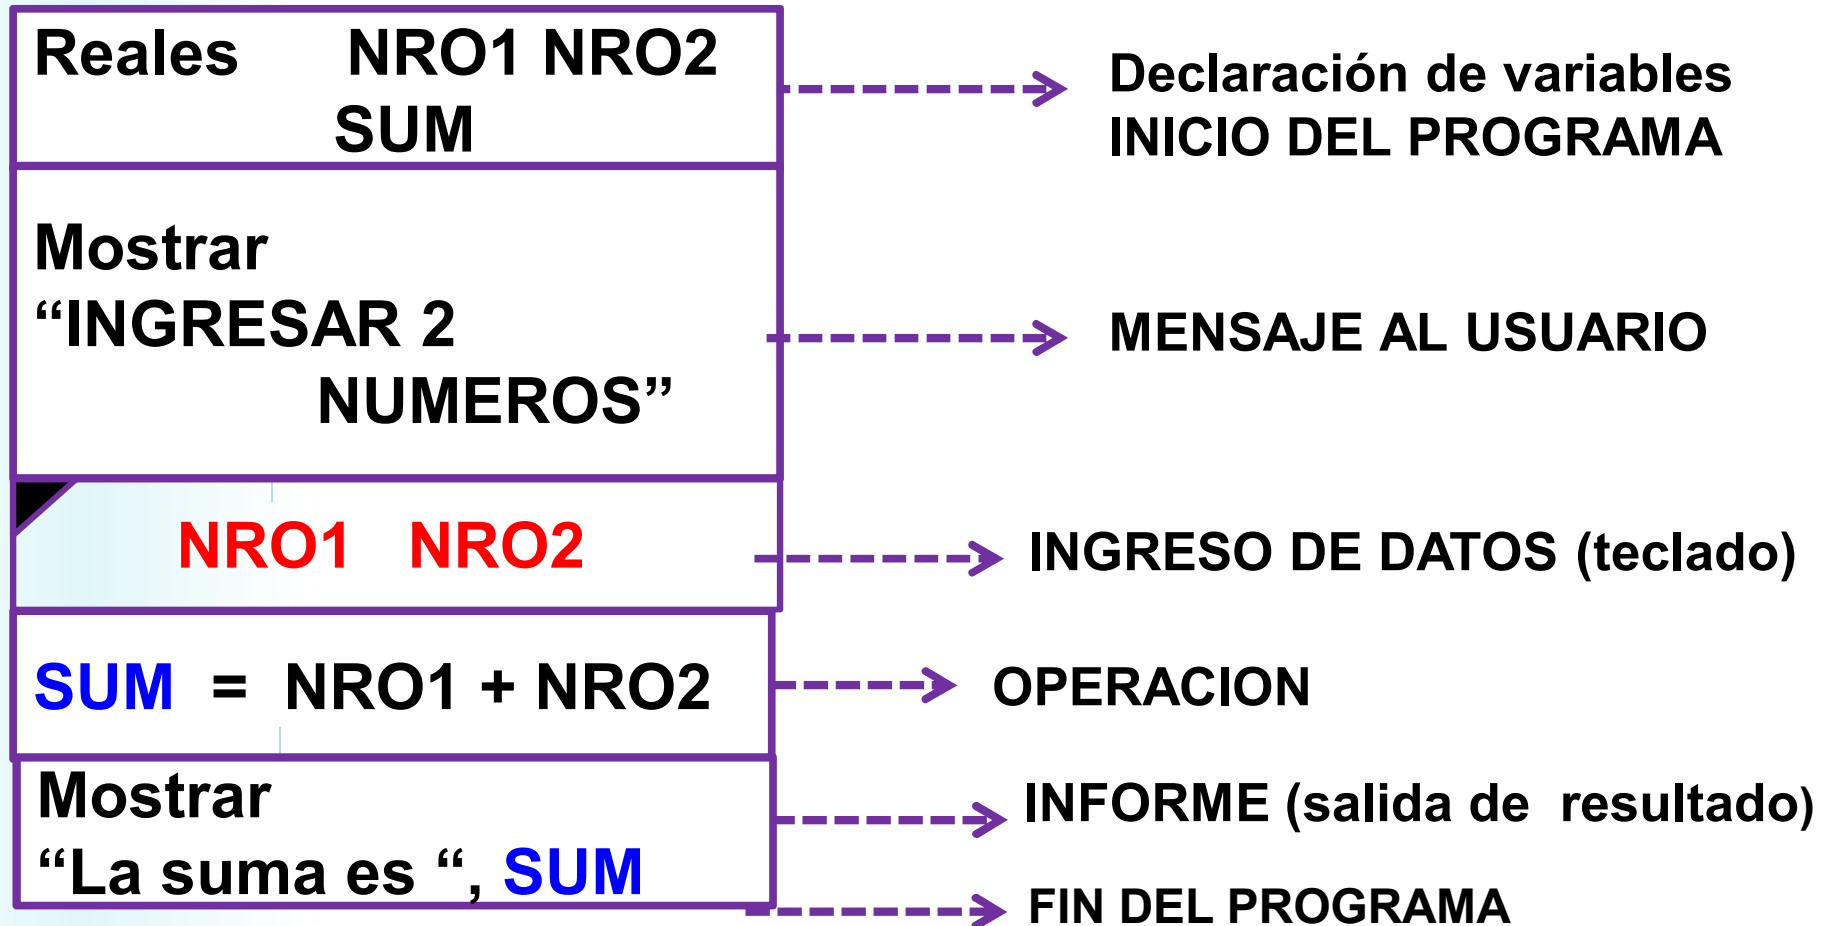 Reales NRO1 NRO2
SUM
Declaración de variables
INICIO DEL PROGRAMA
Mostrar
“INGRESAR 2
NUMEROS”
MENSAJE AL USUARIO
NRO1 NRO2
INGRESO DE DATOS (teclado)
SUM = NRO1 + NRO2
OPERACION
Mostrar
“La suma es “, SUM
INFORME (salida de resultado)
FIN DEL PROGRAMA